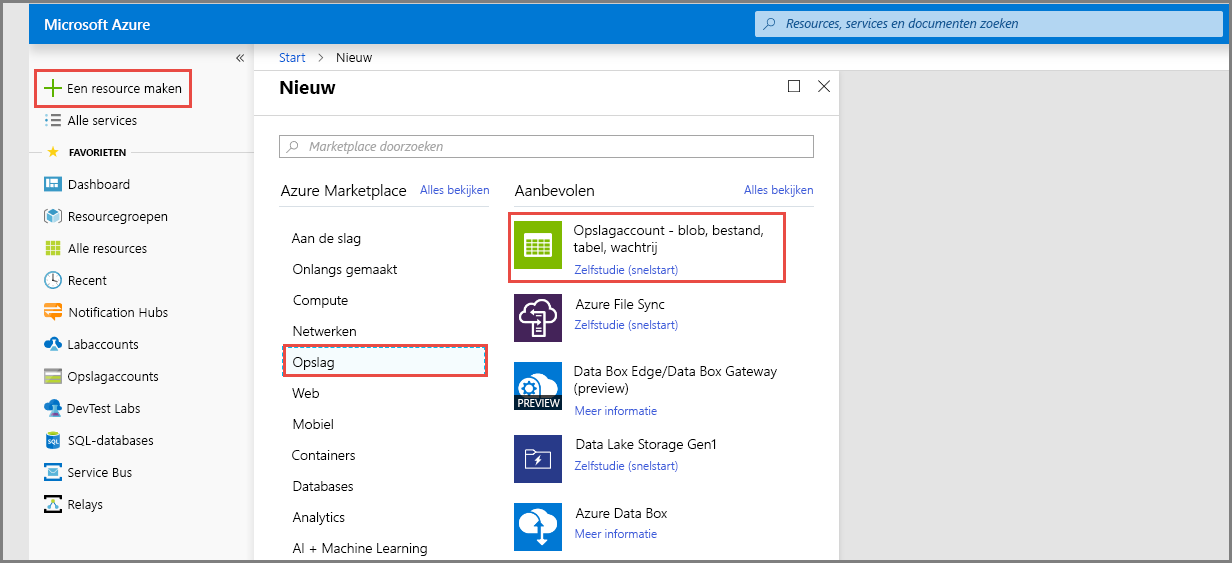 Microsoft Azure
Resources, services en documenten zoeken
«
Start > Nieuw
Een resource maken
Alle services
FAVORIETEN
Dashboard
Resourcegroepen
Alle resources
Recent
Notification Hubs
Labaccounts
Opslagaccounts
DevTest Labs
SQL-databases
Service Bus
Relays
Nieuw
Marketplace doorzoeken
Azure Marketplace Alles bekijken
Aan de slag
Onlangs gemaakt
Compute
Netwerken
Opslag
Web
Mobiel
Containers
Databases
Analytics
AI + Machine Learning
Aanbevolen Alles bekijken
Opslagaccount - blob, bestand,
tabel, wachtrij
Zelfstudie (snelstart)
Azure File Sync
Zelfstudie (snelstart)
PREVIEW
Data Box Edge/Data Box Gateway
(preview)
Meer informatie
Data Lake Storage Gen1
Zelfstudie (snelstart)
Azure Data Box
Meer informatie
SQL